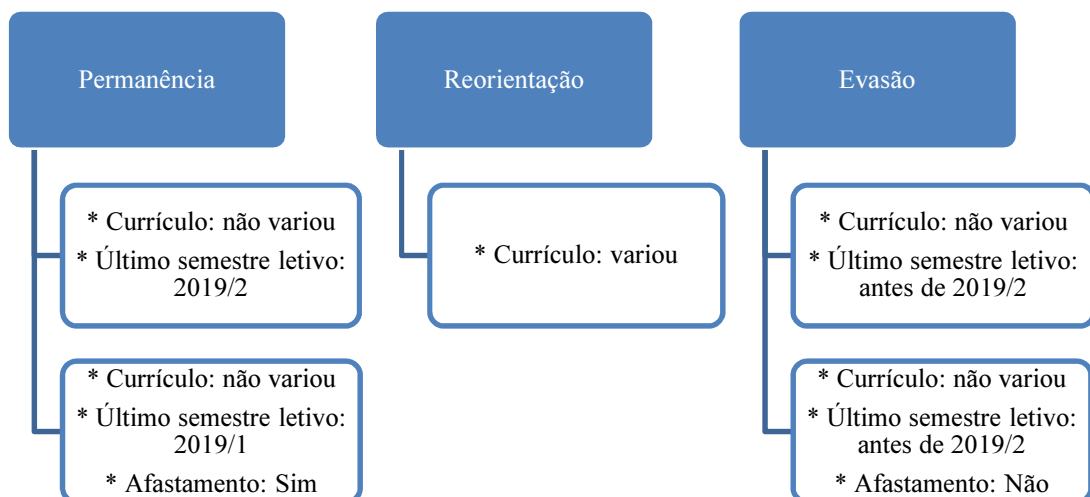 Permanência
* Currículo: não variou
* Último semestre letivo:
2019/2
* Currículo: não variou
* Último semestre letivo:
2019/1
* Afastamento: Sim
Reorientação
* Currículo: variou
Evasão
* Currículo: não variou
* Último semestre letivo:
antes de 2019/2
* Currículo: não variou
* Último semestre letivo:
antes de 2019/2
* Afastamento: Não